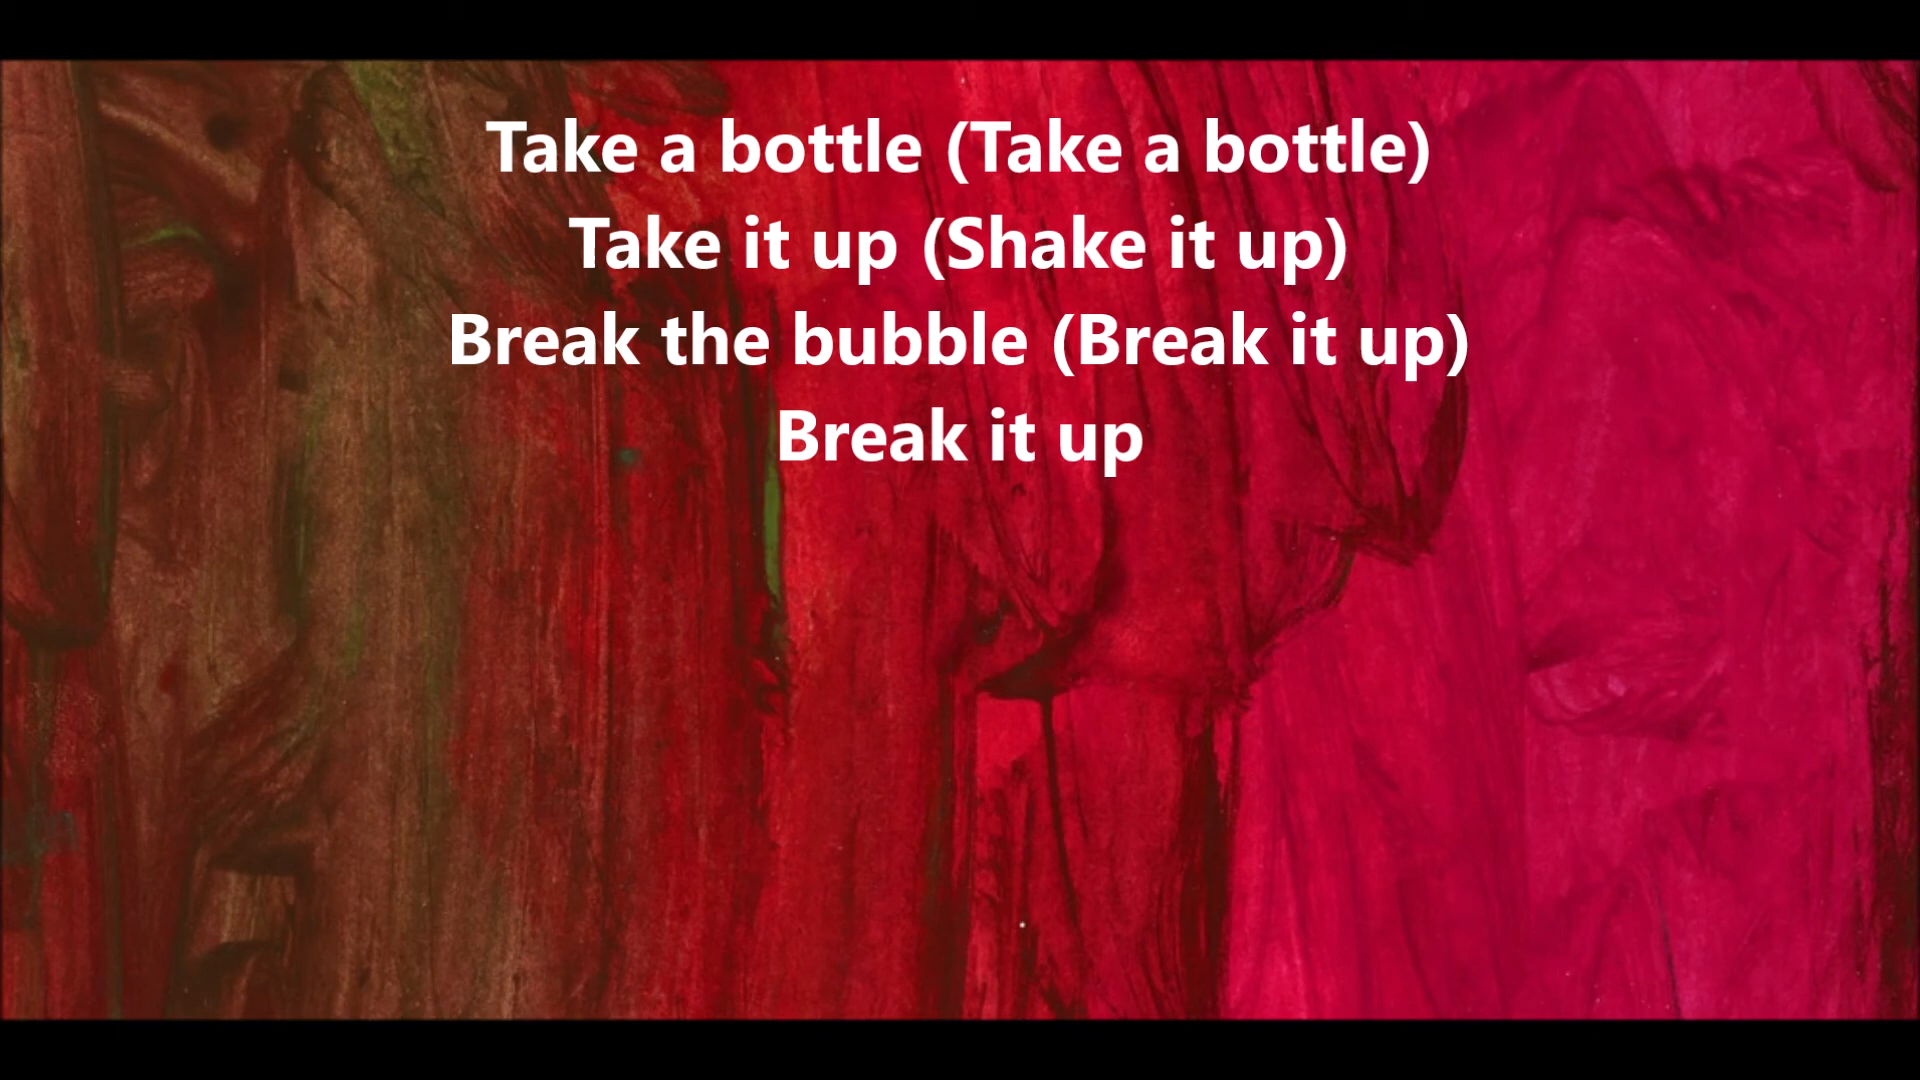 Take a bottle (Take a bottle)
Take it up (Shake it up)
Break the bubble (Break it up)
Break it up